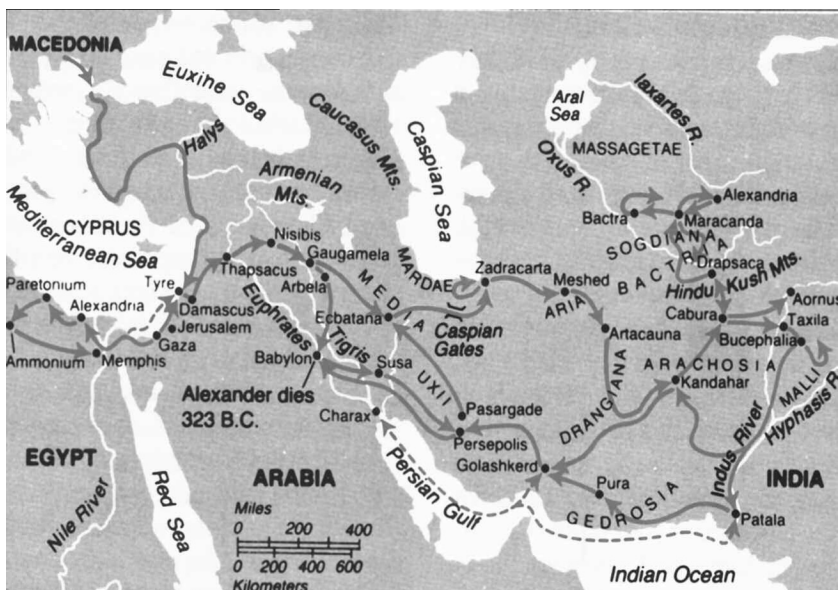 MACEDONIA
Euxihe Sea
Halys
Caucasus Mts.
Armenian
Mts.
Caspian Sea
Aral
Sea
Iaxartes R.
Oxus R.
MASSAGETAE
Alexandria
Bactra
Maracanda
SOGDIANA
BACTRIA
Drapsaca
Hindu Kush Mts.
Mediterranean Sea
CYPRUS
Nisibis
Gaugamela
Thapsacus
Arbela
MEDIA
MARDAE
Zadracarta
Meshed
ARIA
Caspian
Gates
Artacauna
Cabura
Aornus
Taxila
Bucephalia
Paretonium
Alexandria
Tyre
Damascus
Jerusalem
Gaza
Ammonium
Memphis
Euphrates
Tigris
Ecbatana
Babylon
Susa
UXII
Alexander dies
323 B.C.
Charax
Pasargade
Persepolis
Golashkerd
DRANGIANA
ARACHOSIA
Kandahar
MALLI
Hyphasis R.
Indus River
INDIA
EGYPT
Nile River
Red Sea
ARABIA
Persian Gulf
Pura
GEDROSIA
Patala
Indian Ocean
Miles
0 200 400
0 200 400 600
Kilometers